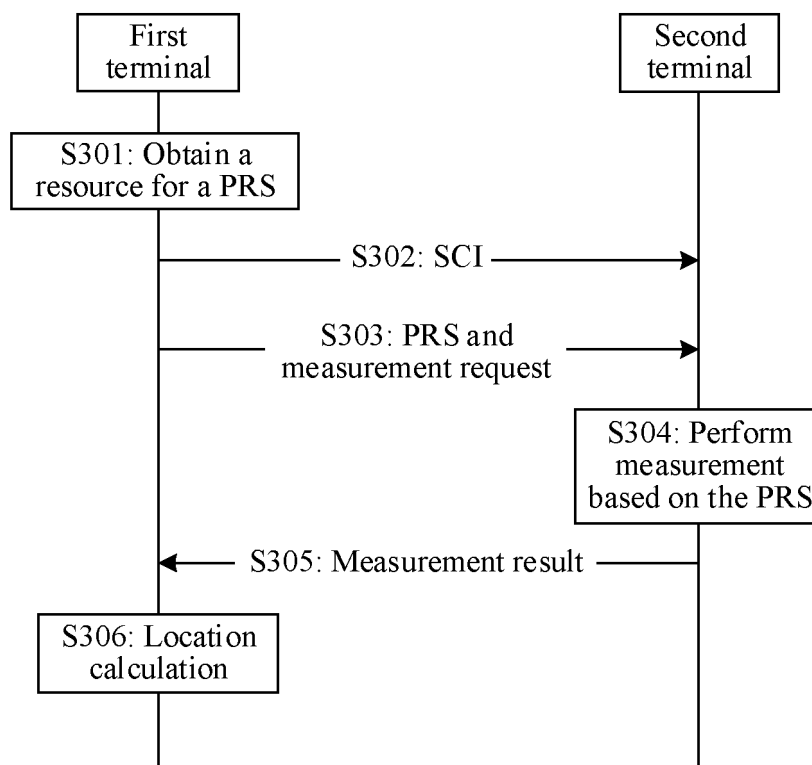 First
terminal
Second
terminal
S301: Obtain a
resource for a PRS
S302: SCI
S303: PRS and
measurement request
S304: Perform
measurement
based on the PRS
S305: Measurement result
S306: Location
calculation